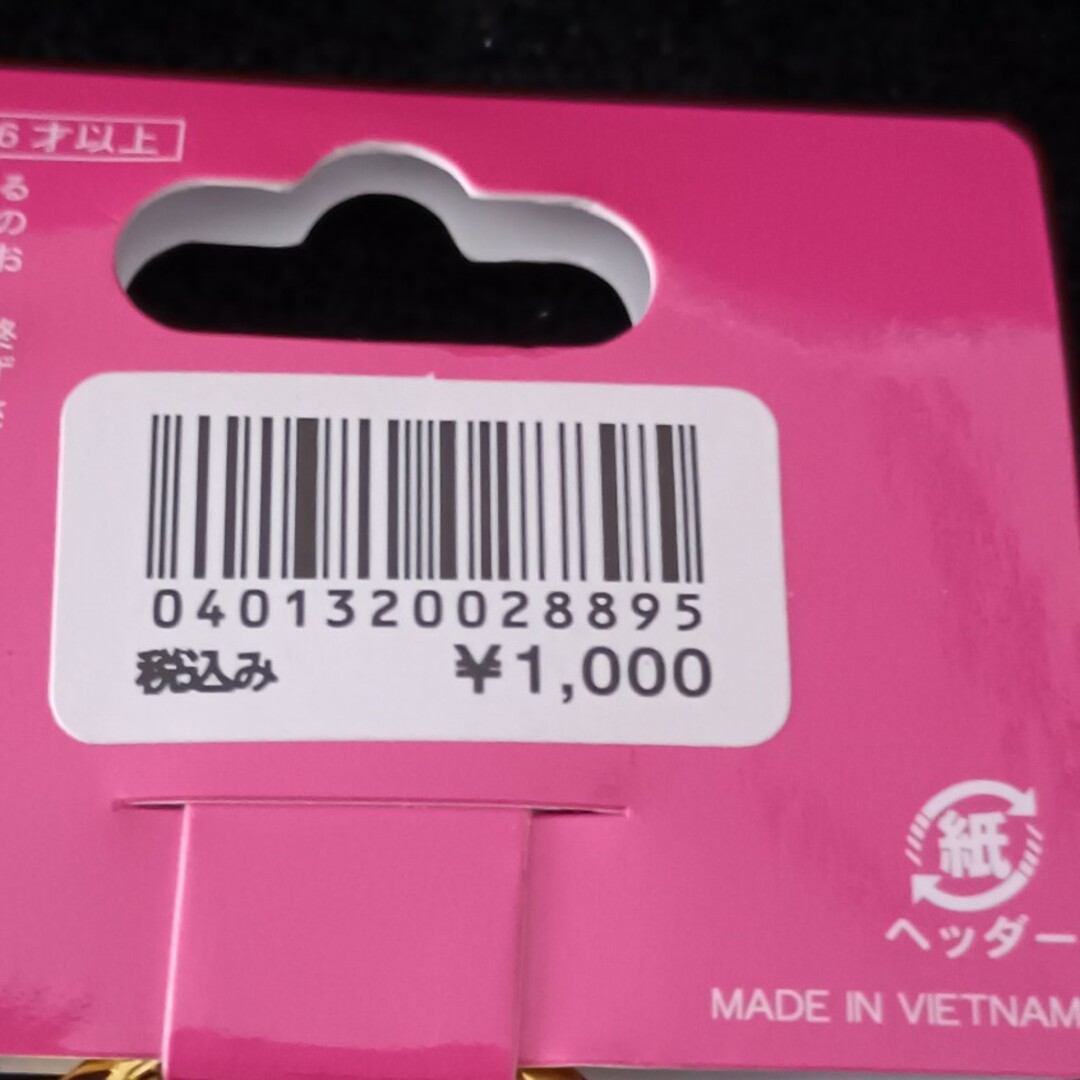 6才以上
る
の
お
0401320028895
税込み ¥1,000
紙
ヘッダー
MADE IN VIETNAM